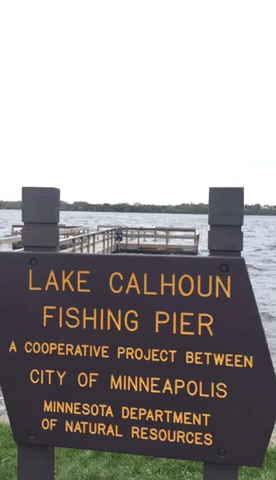 LAKE CALHOUN
FISHING PIER
A COOPERATIVE PROJECT BETWEEN
CITY OF MINNEAPOLIS
MINNESOTA DEPARTMENT
OF NATURAL RESOURCES